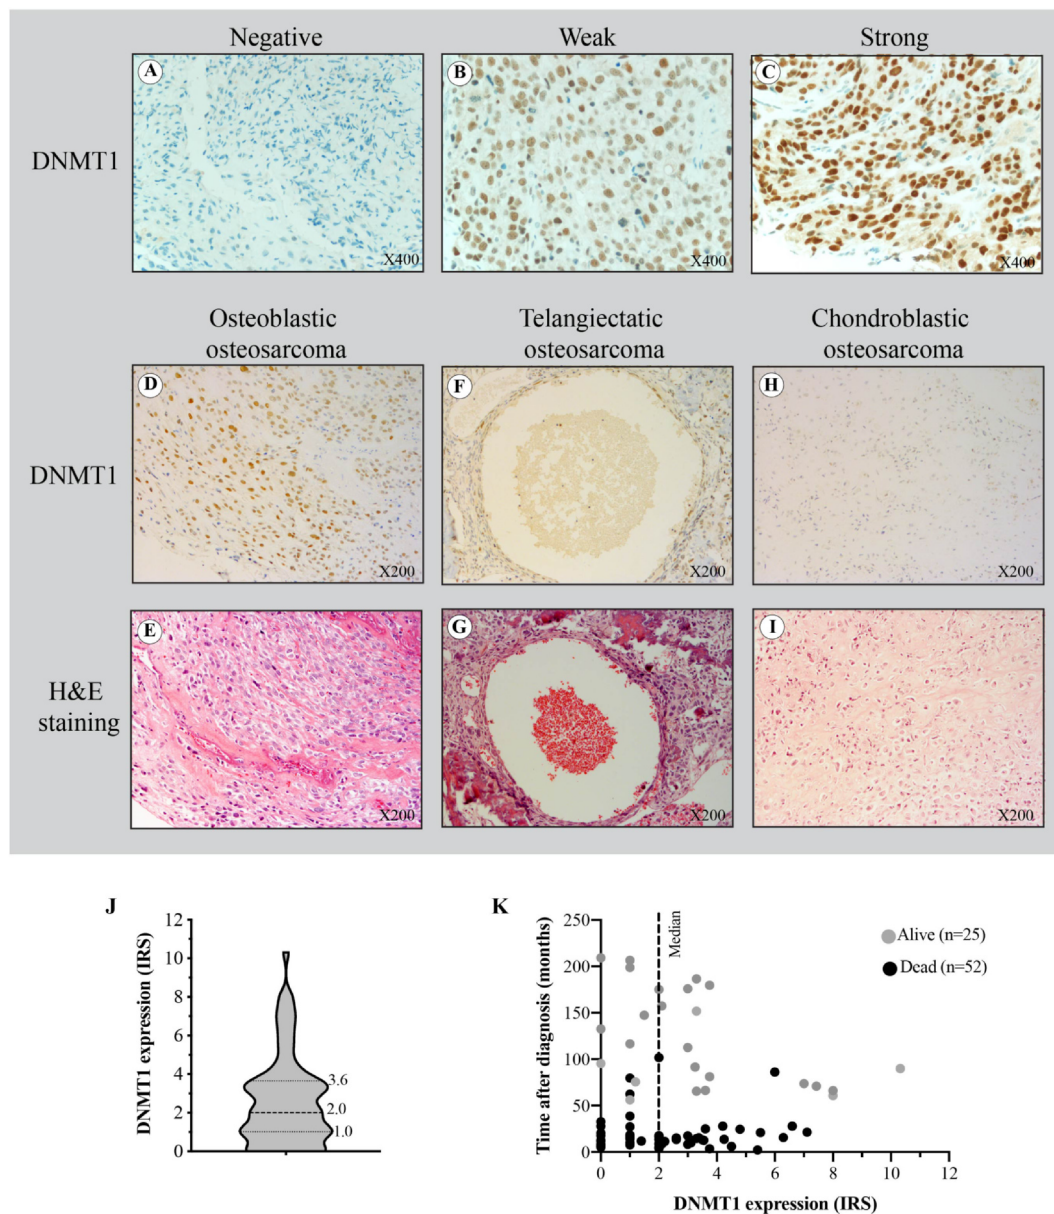 Negative Weak Strong
A B C
DNMT1
X400 X400 X400
Osteoblastic Telangiectatic Chondroblastic
osteosarcoma osteosarcoma osteosarcoma
D F H
DNMT1
X200 X200 X200
E G I
H&E
staining
X200 X200 X200
J
DNMT1 expression (IRS)
12
10
8
6
4
2
0
3.6
2.0
1.0
K
Time after diagnosis (months)
250
200
150
100
50
0
Median
Alive (n=25)
Dead (n=52)
0 2 4 6 8 10 12
DNMT1 expression (IRS)